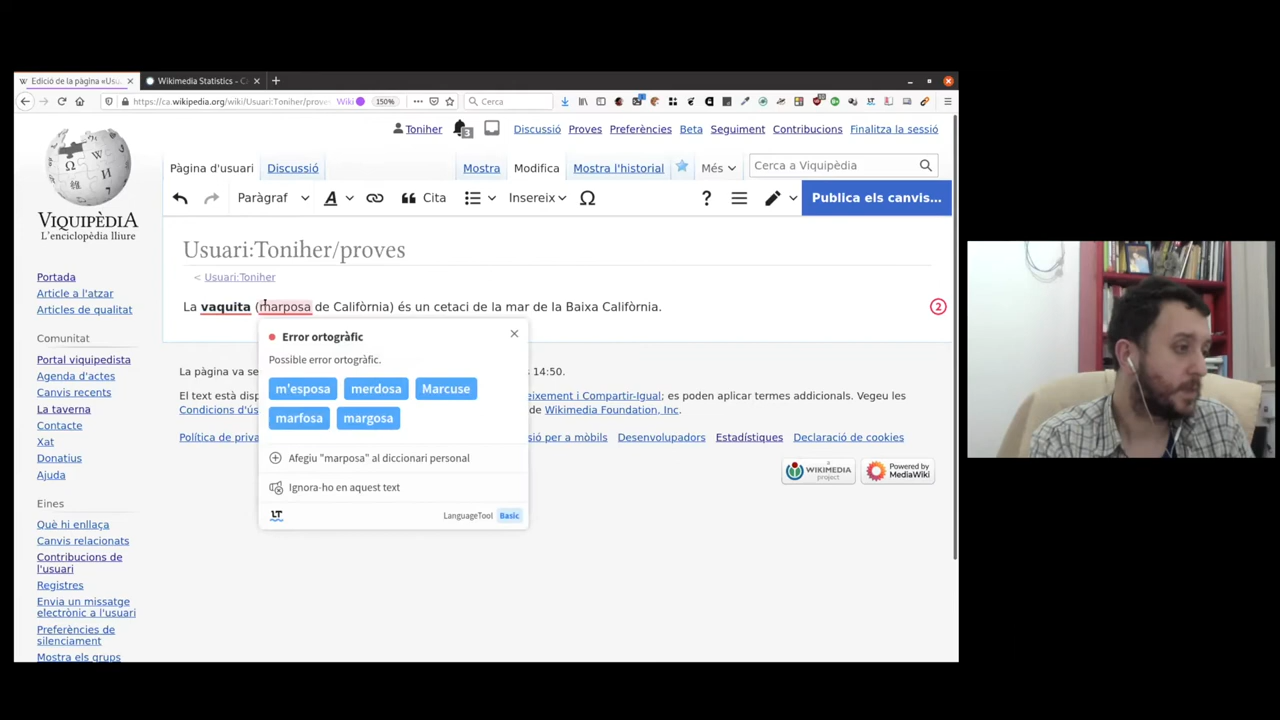 Edició de la pàgina «Usu...
Wikimedia Statistics - C
https://ca.wikipedia.org/wiki/Usuari:Toniher/prove
Wiki
150%
Cerca
Toniher
3
Discussió
Proves
Preferències
Beta
Seguiment
Contribucions
Finalitza la sessió
Pàgina d'usuari
Discussió
Mostra
Modifica
Mostra l'historial
Més
Cerca a Viquipèdia
Paràgraf
A
Cita
Insereix
Ω
?
Publica els canvis...
VIQUIPÈDIA
L'enciclopèdia lliure
Usuari:Toniher/proves
< Usuari:Toniher
La vaquita (marposa de Califòrnia) és un cetaci de la mar de la Baixa Califòrnia.
2
Error ortogràfic
Possible error ortogràfic.
m'esposa
merdosa
Marcuse
marfosa
margosa
Afegiu "marposa" al diccionari personal
Ignora-ho en aquest text
LT
LanguageTool
Basic
La pàgina va se
s 14:50.
El text està disp
eixement i Compartir-Igual; es poden aplicar termes addicionals. Vegeu les
Condicions d'ús
de Wikimedia Foundation, Inc.
Política de priva
sió per a mòbils
Desenvolupadors
Estadístiques
Declaració de cookies
a
WIKIMEDIA
project
Powered by
MediaWiki
Portada
Article a l'atzar
Articles de qualitat
Comunitat
Portal viquipedista
Agenda d'actes
Canvis recents
La taverna
Contacte
Xat
Donatius
Ajuda
Eines
Què hi enllaça
Canvis relacionats
Contribucions de
l'usuari
Registres
Envia un missatge
electrònic a l'usuari
Preferències de
silenciament
Mostra els grups